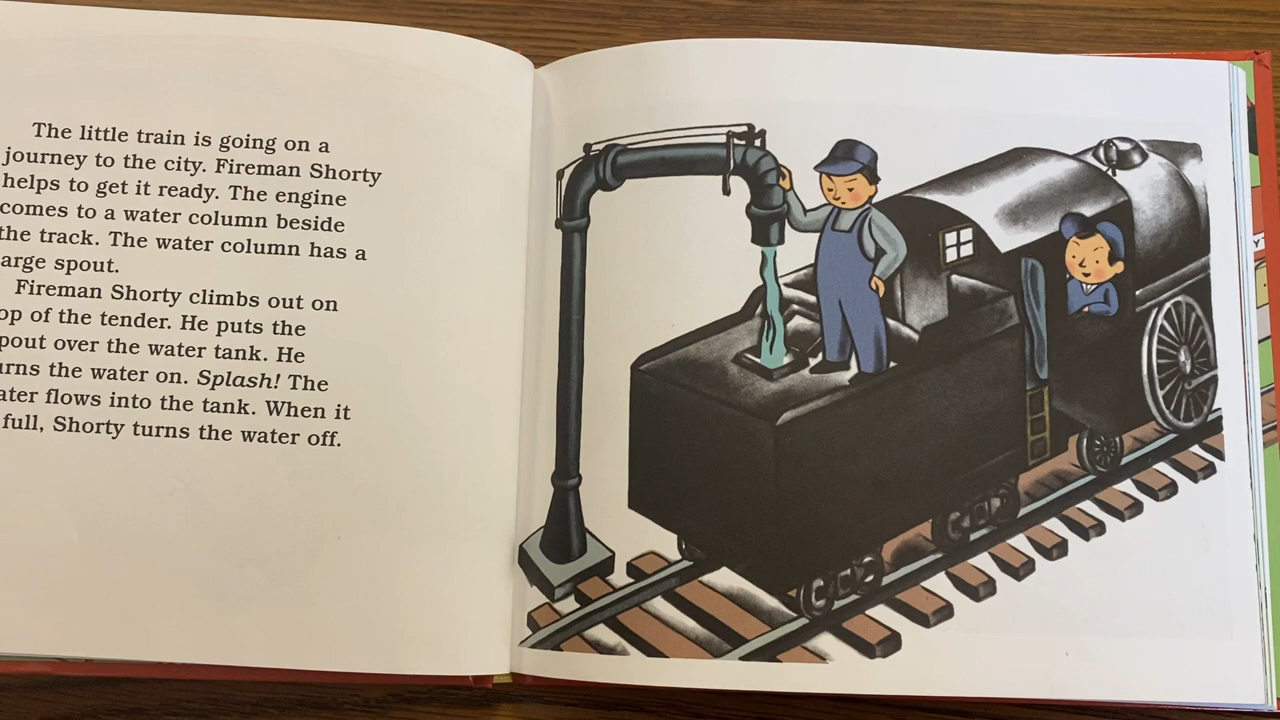 The little train is going on a
journey to the city. Fireman Shorty
helps to get it ready. The engine
comes to a water column beside
the track. The water column has a
arge spout.
Fireman Shorty climbs out on
op of the tender. He puts the
pout over the water tank. He
urns the water on. Splash! The
ater flows into the tank. When it
full, Shorty turns the water off.